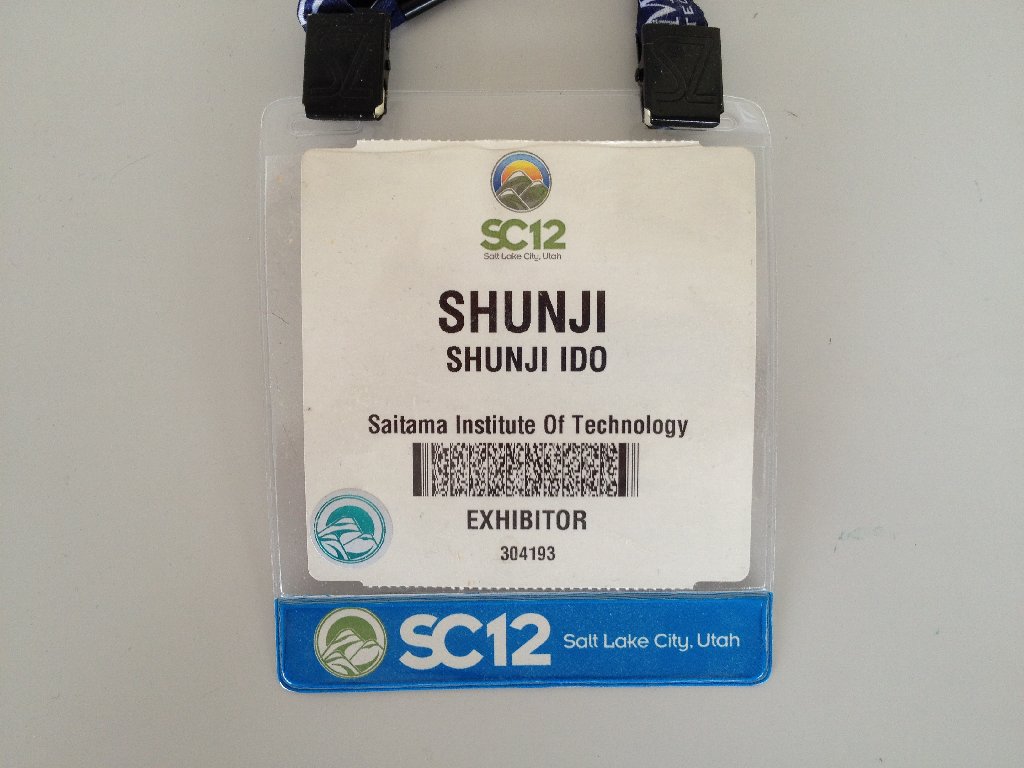 SC12
Salt Lake City, Utah
SHUNJI
SHUNJI IDO
Saitama Institute Of Technology
EXHIBITOR
304193
SC12 Salt Lake City, Utah